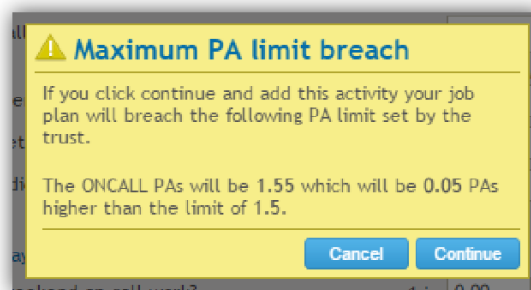 Maximum PA limit breach
If you click continue and add this activity your job
plan will breach the following PA limit set by the
trust.
The ONCALL PAs will be 1.55 which will be 0.05 PAs
higher than the limit of 1.5.
Cancel Continue